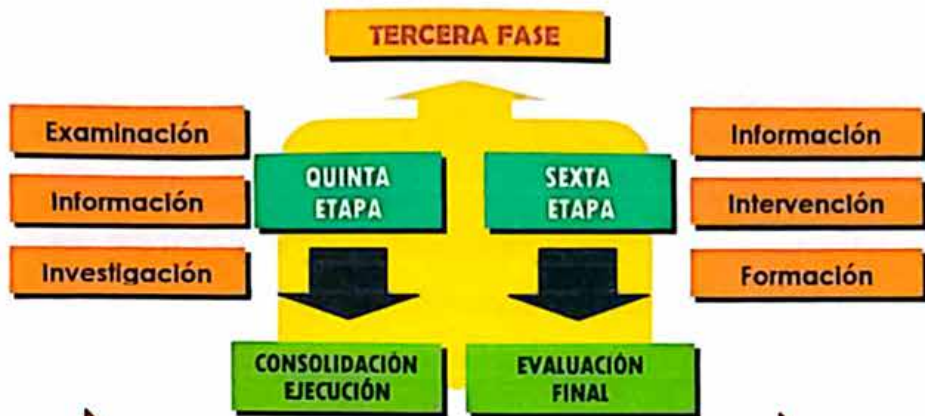 TERCERA FASE
Examinación
Información
Investigación
QUINTA
ETAPA
SEXTA
ETAPA
Información
Intervención
Formación
CONSOLIDACIÓN
EJECUCIÓN
EVALUACIÓN
FINAL